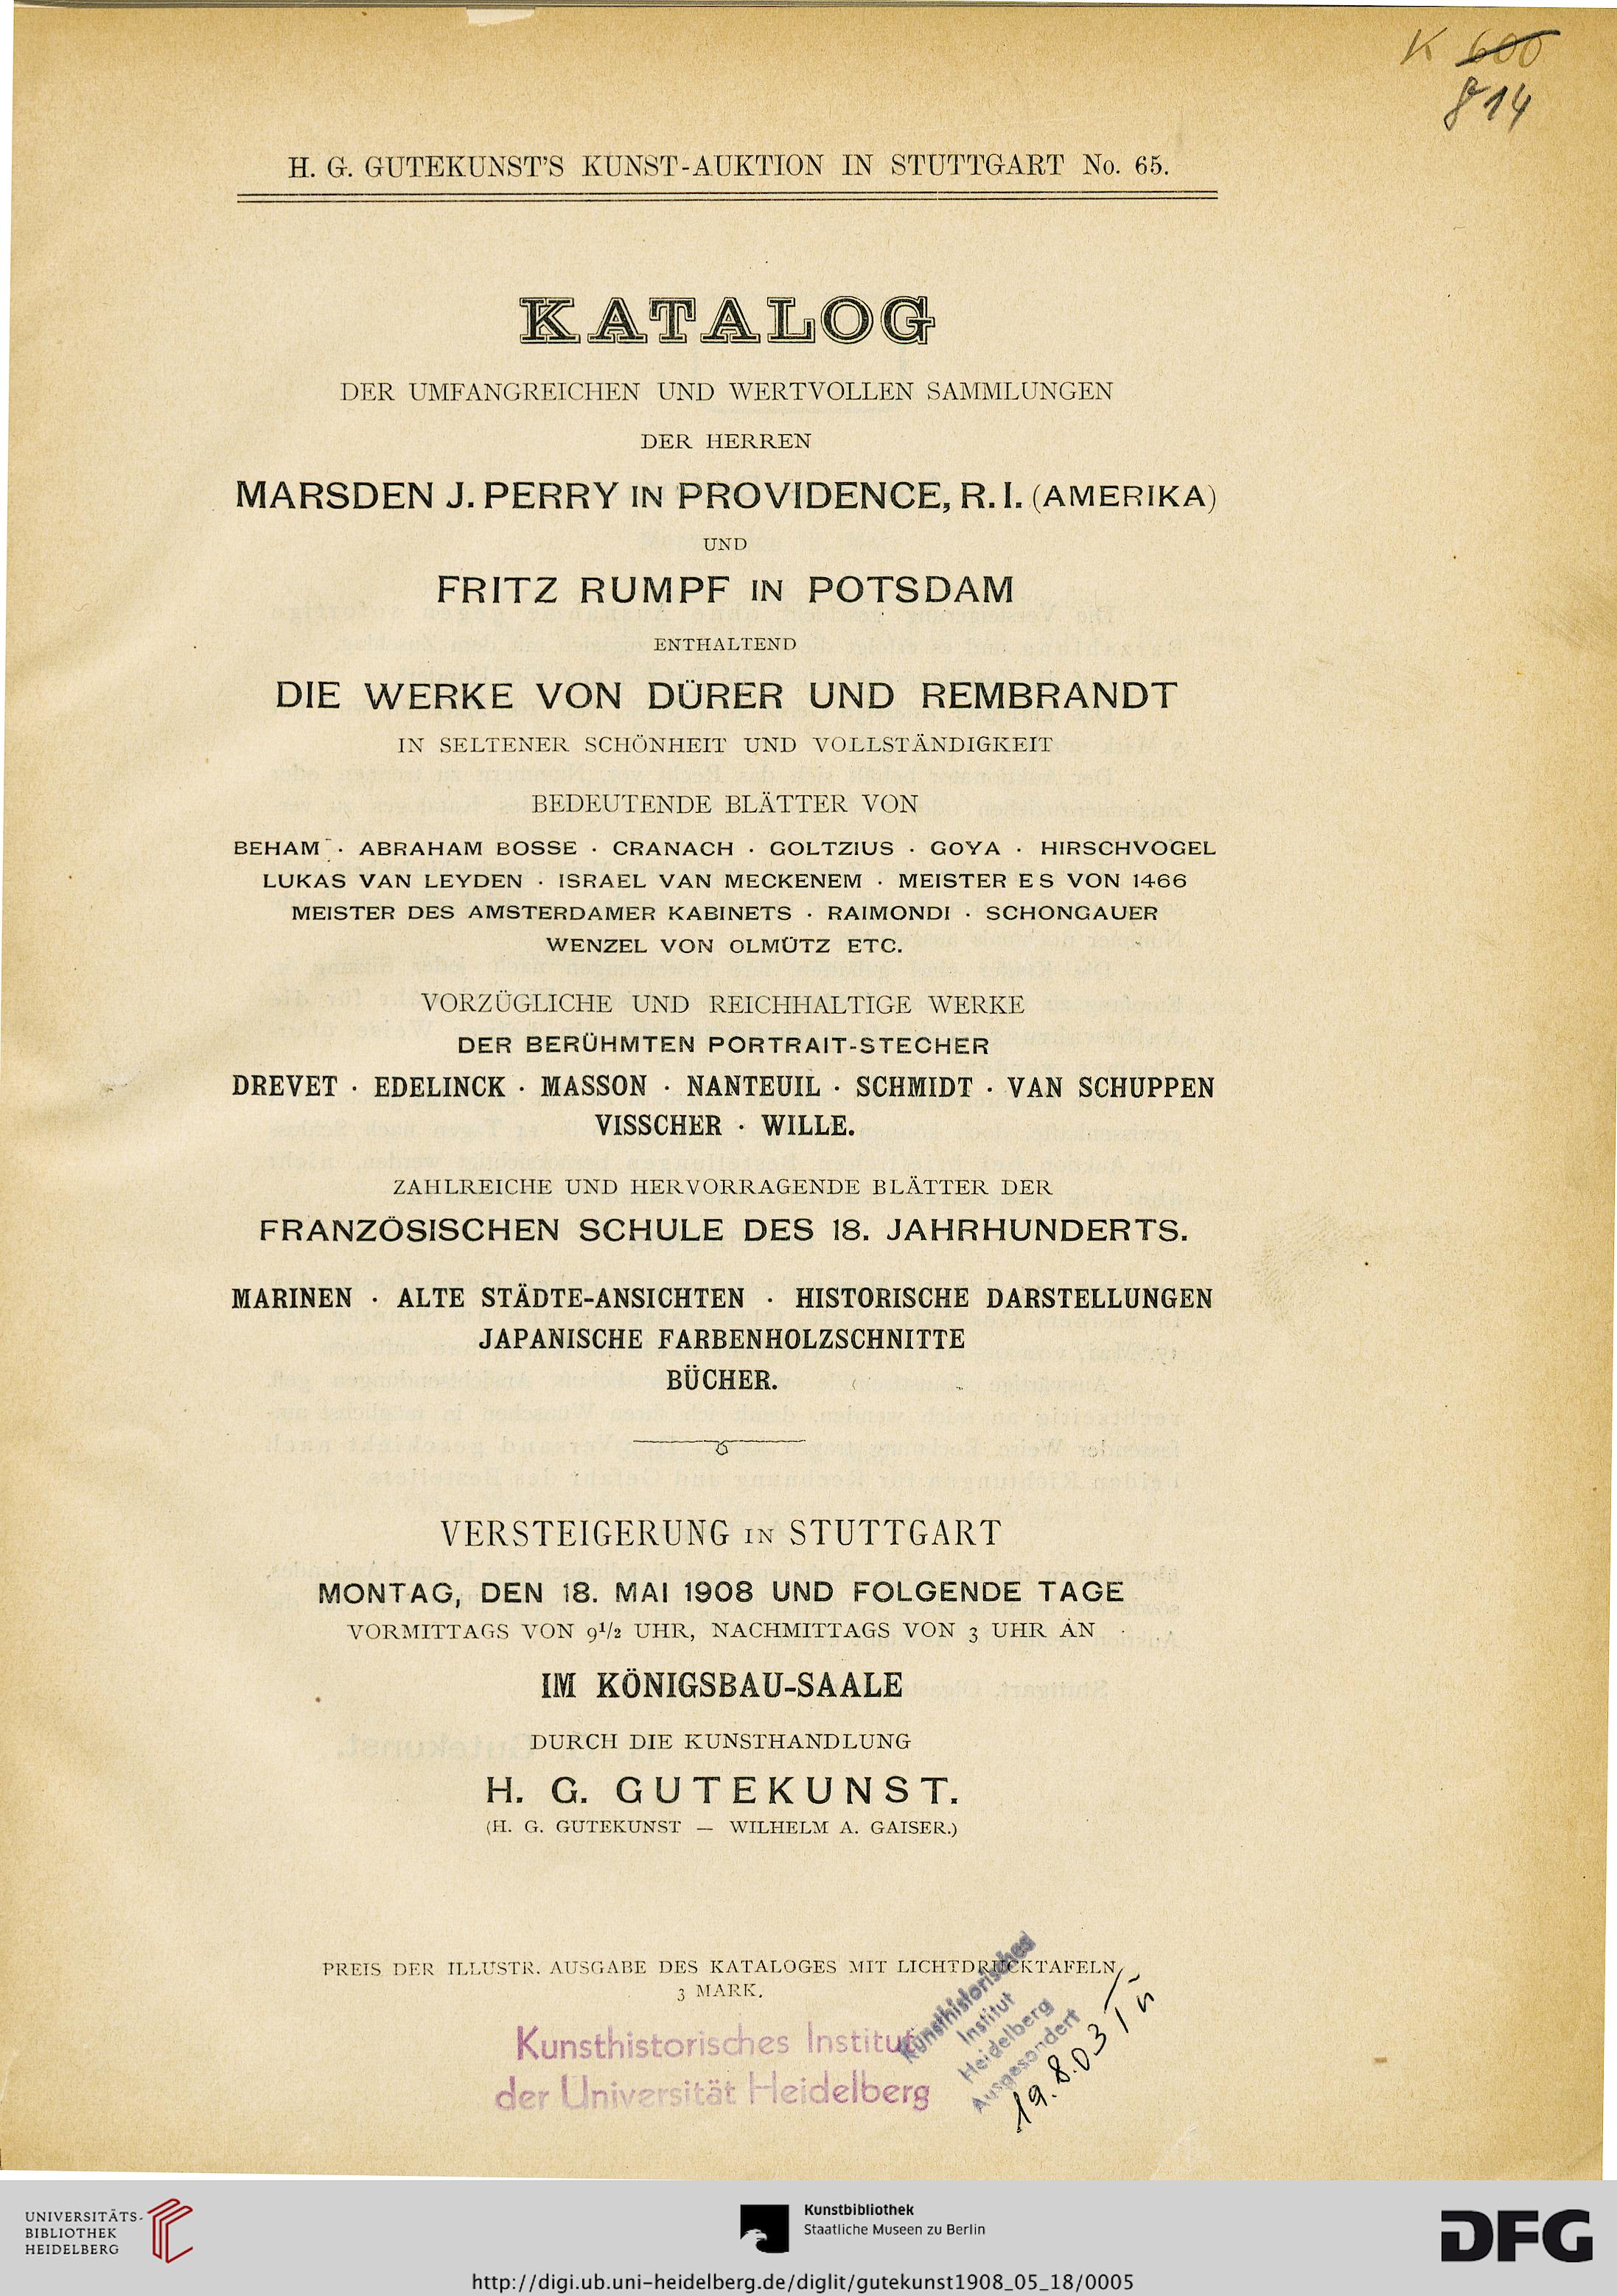 K 600
814
H. G. GUTEKUNST'S KUNST-AUKTION IN STUTTGART No. 65.
KATALOG
DER UMFANGREICHEN UND WERTVOLLEN SAMMLUNGEN
DER HERREN
MARSDEN J. PERRY IN PROVIDENCE, R. I. (AMERIKA)
UND
FRITZ RUMPF IN POTSDAM
ENTHALTEND
DIE WERKE VON DÜRER UND REMBRANDT
IN SELTENER SCHÖNHEIT UND VOLLSTÄNDIGKEIT
BEDEUTENDE BLÄTTER VON
BEHAM · ABRAHAM BOSSE · CRANACH · GOLTZIUS · GOYA · HIRSCHVOGEL
LUKAS VAN LEYDEN · ISRAEL VAN MECKENEM · MEISTER E S VON 1466
MEISTER DES AMSTERDAMER KABINETS · RAIMONDI · SCHONGAUER
WENZEL VON OLMÜTZ ETC.
VORZÜGLICHE UND REICHHALTIGE WERKE
DER BERÜHMTEN PORTRAIT-STECHER
DREVET · EDELINCK · MASSON · NANTEUIL · SCHMIDT · VAN SCHUPPEN
VISSCHER · WILLE.
ZAHLREICHE UND HERVORRAGENDE BLÄTTER DER
FRANZÖSISCHEN SCHULE DES 18. JAHRHUNDERTS.
MARINEN · ALTE STÄDTE-ANSICHTEN · HISTORISCHE DARSTELLUNGEN
JAPANISCHE FARBENHOLZSCHNITTE
BÜCHER.
VERSTEIGERUNG IN STUTTGART
MONTAG, DEN 18. MAI 1908 UND FOLGENDE TAGE
VORMITTAGS VON 9½ UHR, NACHMITTAGS VON 3 UHR AN
IM KÖNIGSBAU-SAALE
DURCH DIE KUNSTHANDLUNG
H. G. GUTEKUNST.
(H. G. GUTEKUNST — WILHELM A. GAISER.)
PREIS DER ILLUSTR. AUSGABE DES KATALOGES MIT LICHTDRUCKTAFELN
3 MARK.
Kunsthistorisches Institut
der Universität Heidelberg
Kunsthistorisches
Institut
Heidelberg
Ausgesondert
19.8.03
UNIVERSITÄTS-
BIBLIOTHEK
HEIDELBERG
Kunstbibliothek
Staatliche Museen zu Berlin
DFG
http://digi.ub.uni-heidelberg.de/diglit/gutekunst1908_05_18/0005